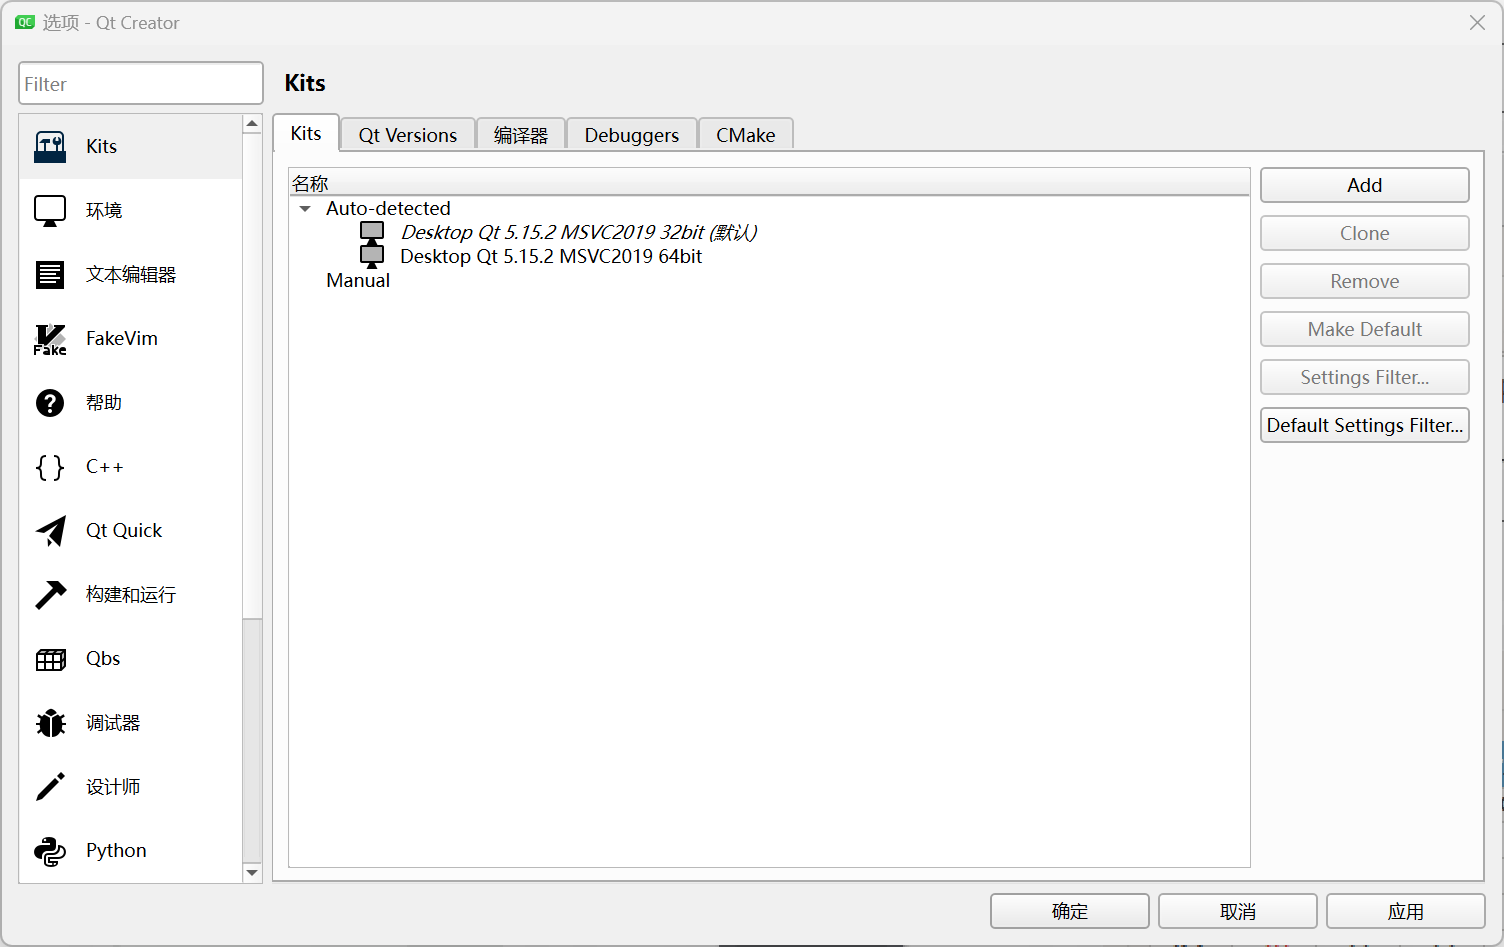 QC 选项 - Qt Creator
Filter
Kits
环境
文本编辑器
Fake
FakeVim
帮助
C++
Qt Quick
构建和运行
Qbs
调试器
设计师
Python
Kits
Kits
Qt Versions
编译器
Debuggers
CMake
名称
Auto-detected
Desktop Qt 5.15.2 MSVC2019 32bit (默认)
Desktop Qt 5.15.2 MSVC2019 64bit
Manual
Add
Clone
Remove
Make Default
Settings Filter...
Default Settings Filter...
确定
取消
应用